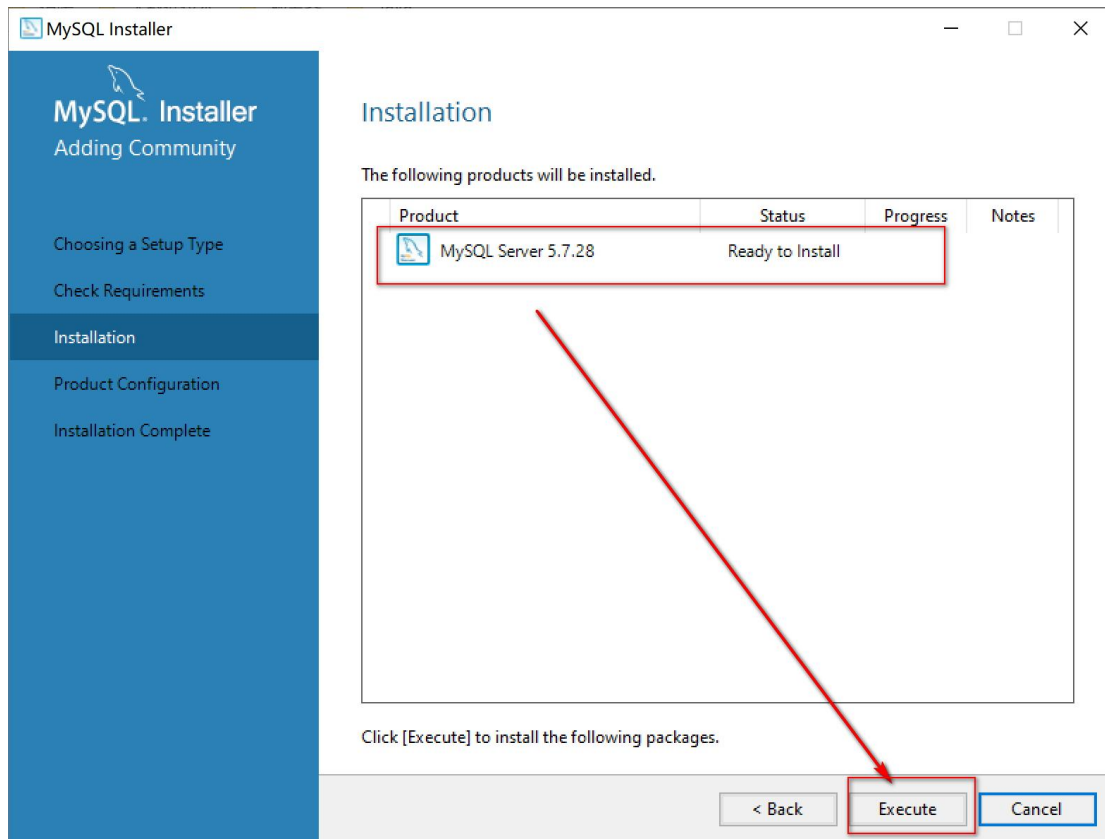 MySQL Installer
MySQL. Installer
Adding Community
Choosing a Setup Type
Check Requirements
Installation
Product Configuration
Installation Complete
Installation
The following products will be installed.
Product Status Progress Notes
MySQL Server 5.7.28 Ready to Install
Click [Execute] to install the following packages.
< Back Execute Cancel